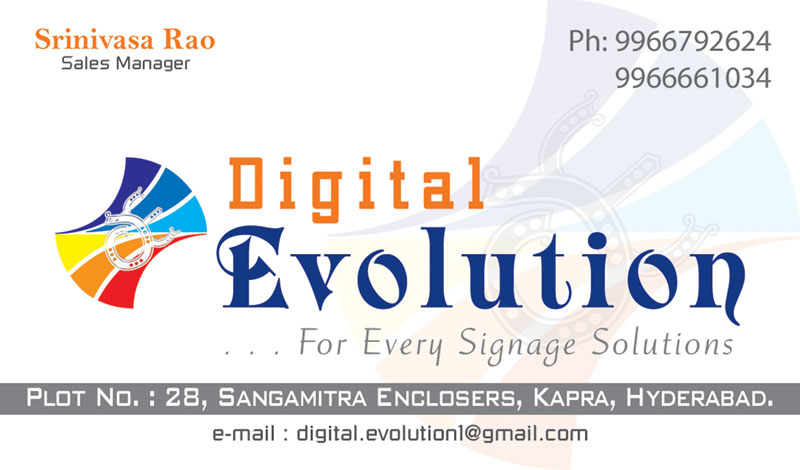 Srinivasa Rao
Sales Manager
Ph: 9966792624
9966661034
Digital
Evolution
. . . For Every Signage Solutions
Plot No. : 28, Sangamitra Enclosers, Kapra, Hyderabad.
e-mail : digital.evolution1@gmail.com